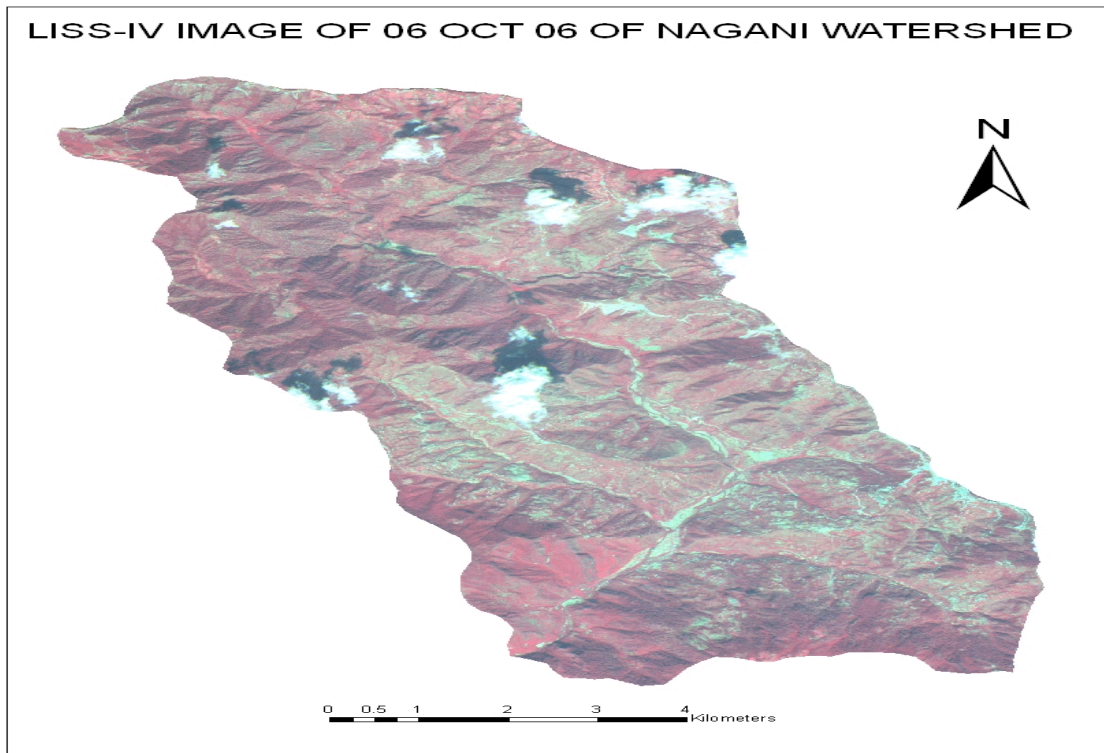 LISS-IV IMAGE OF 06 OCT 06 OF NAGANI WATERSHED
N
0 0.5 1 2 3 4
Kilometers